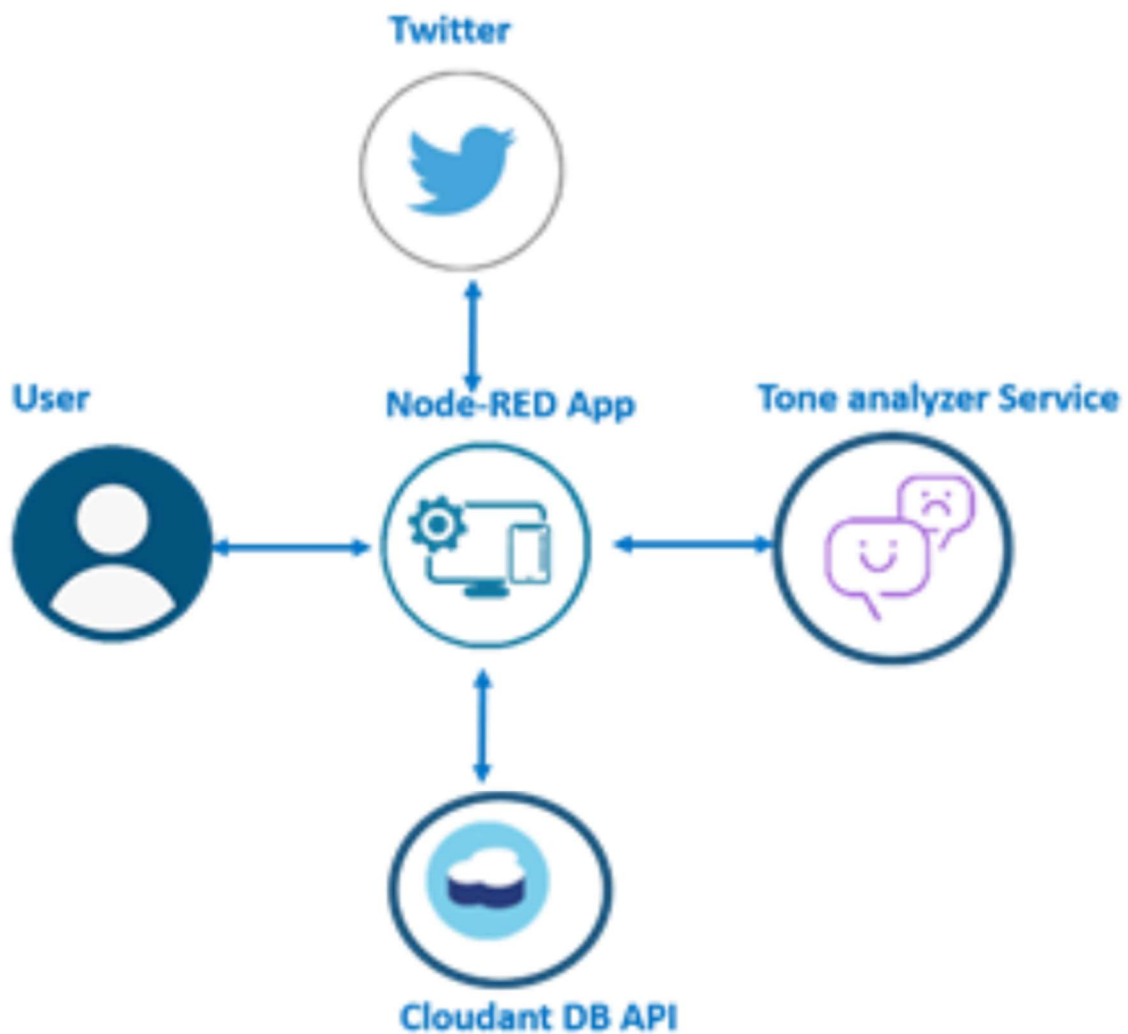 Twitter
User
Node-RED App
Tone analyzer Service
Cloudant DB API